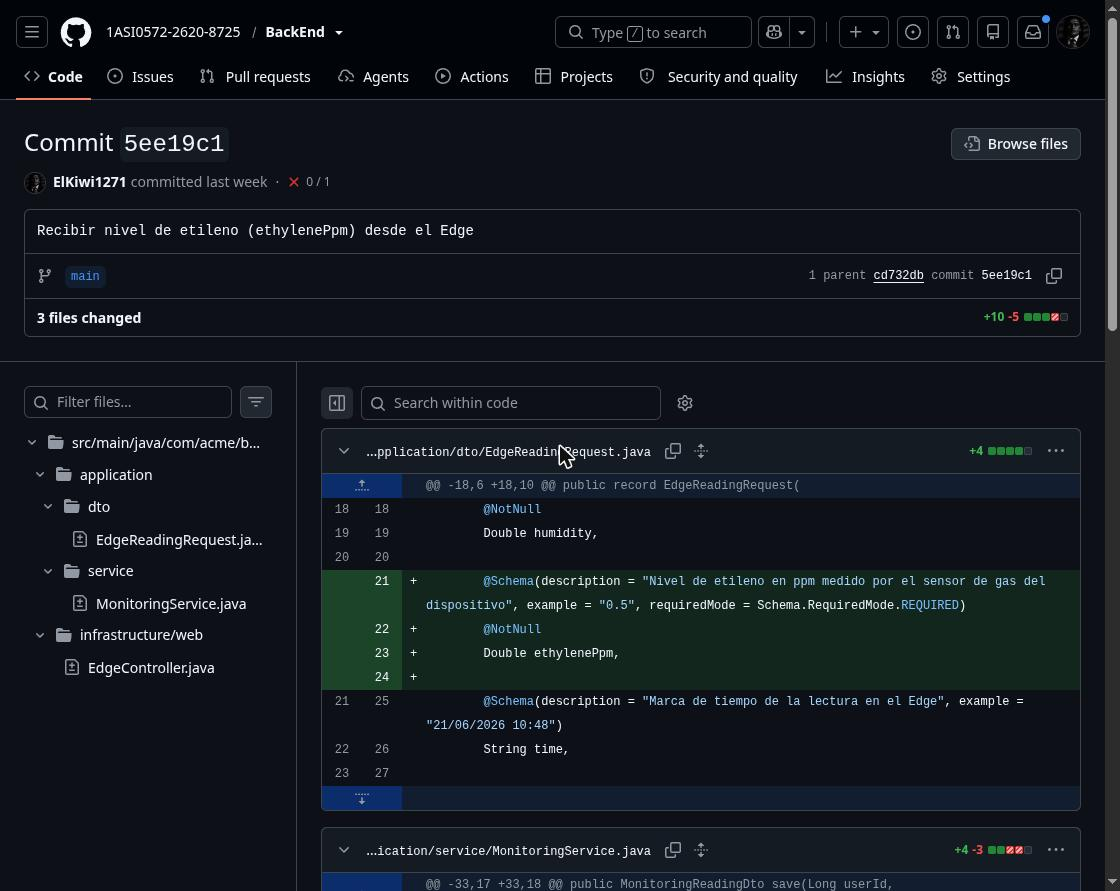 1ASI0572-2620-8725 / BackEnd
Type / to search
Code Issues Pull requests Agents Actions Projects Security and quality Insights Settings
Commit 5ee19c1
Browse files
ElKiwi1271 committed last week · 0 / 1
Recibir nivel de etileno (ethylenePpm) desde el Edge
main
1 parent cd732db commit 5ee19c1
3 files changed
+10 -5
Filter files...
Search within code
src/main/java/com/acme/b...
application
dto
EdgeReadingRequest.ja...
service
MonitoringService.java
infrastructure/web
EdgeController.java
...pplication/dto/EdgeReadingRequest.java
+4
@@ -18,6 +18,10 @@ public record EdgeReadingRequest(
18 18 @NotNull
19 19 Double humidity,
20 20
21 + @Schema(description = "Nivel de etileno en ppm medido por el sensor de gas del
dispositivo", example = "0.5", requiredMode = Schema.RequiredMode.REQUIRED)
22 + @NotNull
23 + Double ethylenePpm,
24 +
21 25 @Schema(description = "Marca de tiempo de la lectura en el Edge", example =
"21/06/2026 10:48")
22 26 String time,
23 27
...ication/service/MonitoringService.java
+4 -3
@@ -33,17 +33,18 @@ public MonitoringReadingDto save(Long userId,